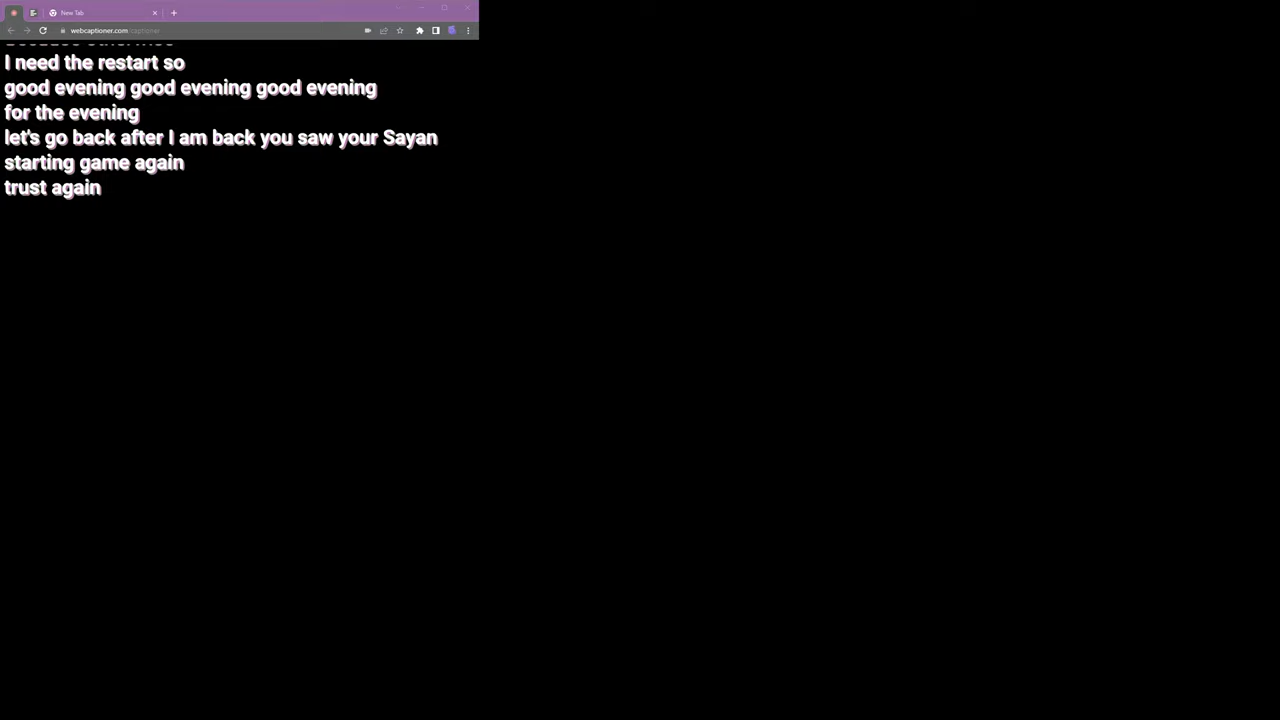 New Tab
webcaptioner.com/captioner
I need the restart so
good evening good evening good evening
for the evening
let's go back after I am back you saw your Sayan
starting game again
trust again